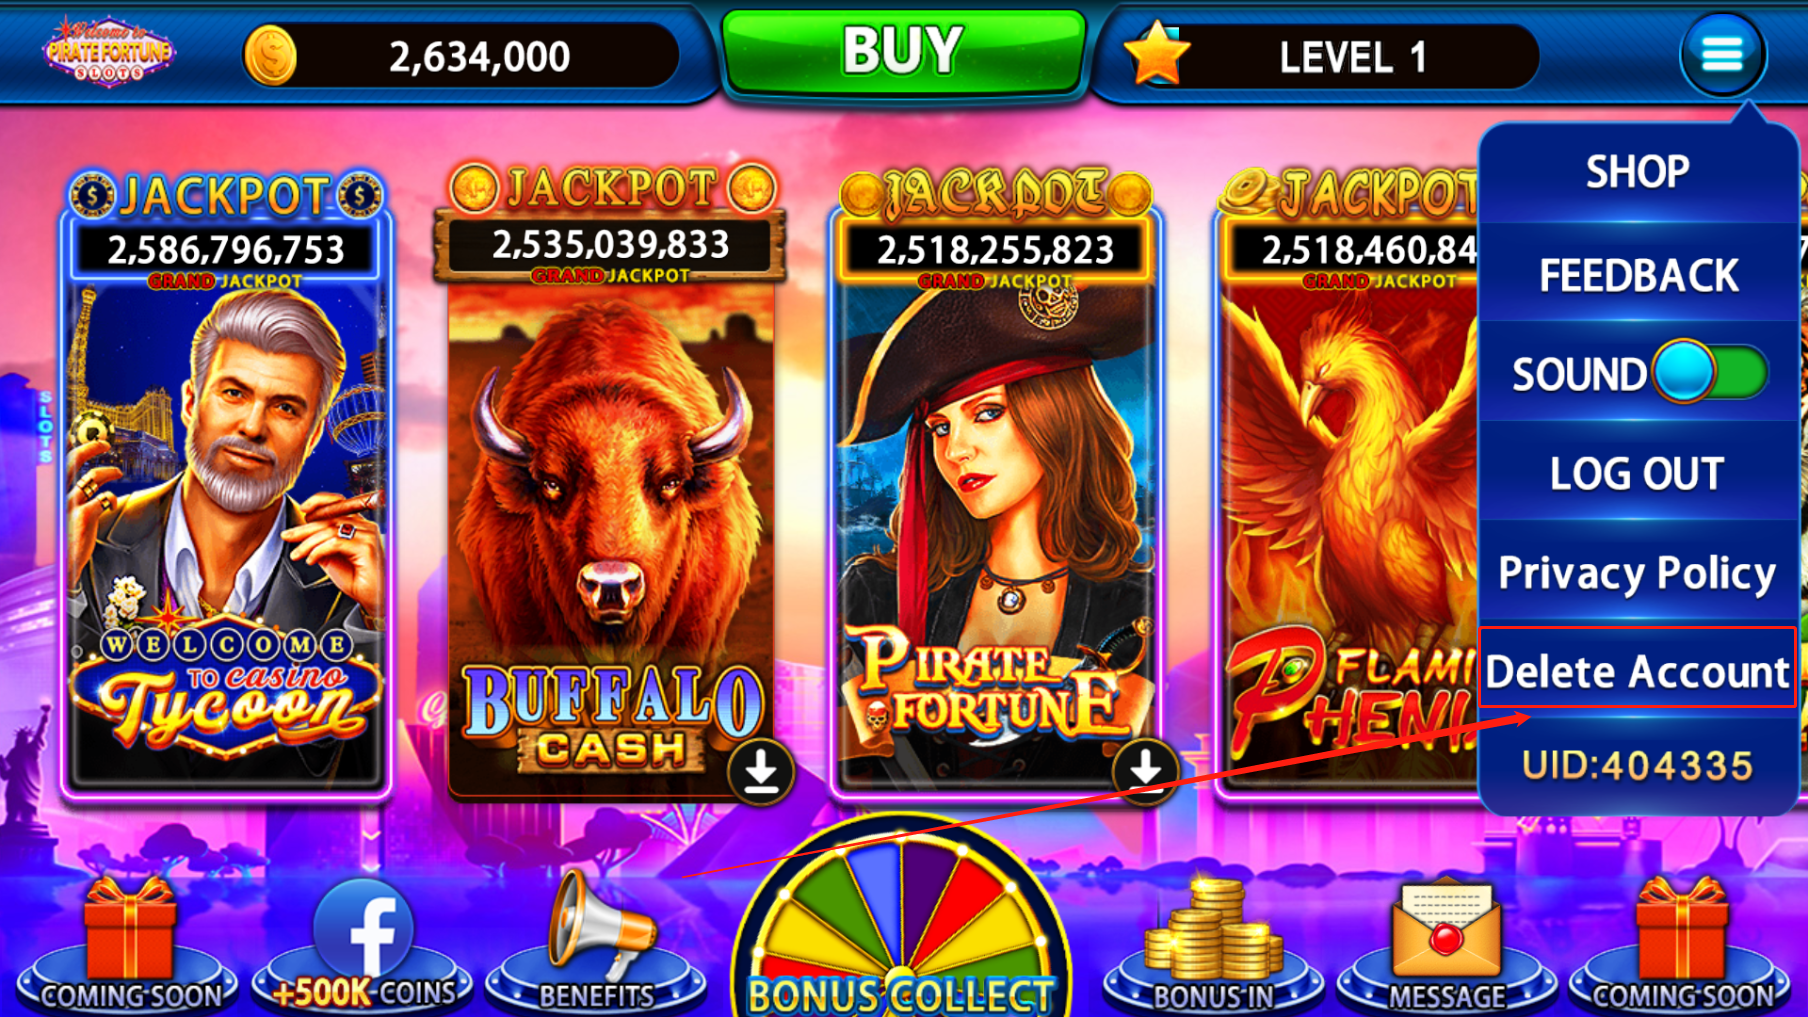 Welcome to
PIRATE FORTUNE
SLOTS
2,634,000
BUY
LEVEL 1
SHOP
FEEDBACK
SOUND
LOG OUT
Privacy Policy
Delete Account
UID:404335
JACKPOT
2,586,796,753
GRAND JACKPOT
WELCOME
TO casino
Tycoon
JACKPOT
2,535,039,833
GRAND JACKPOT
BUFFALO
CASH
JACKPOT
2,518,255,823
GRAND JACKPOT
PIRATE
FORTUNE
JACKPOT
2,518,460,84
GRAND JACKPOT
FLAMI
PHENI
SLOTS
COMING SOON
+500K COINS
BENEFITS
BONUS COLLECT
BONUS IN
MESSAGE
COMING SOON